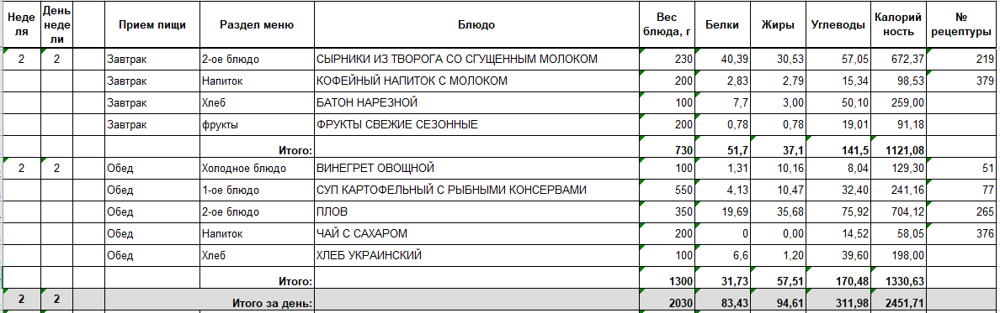 Неде ля День неде ли Прием пищи Раздел меню Блюдо Вес блюда, г Белки Жиры Углеводы Калорий ность № рецептуры
2 2 Завтрак 2-ое блюдо СЫРНИКИ ИЗ ТВОРОГА СО СГУЩЕННЫМ МОЛОКОМ 230 40,39 30,53 57,05 672,37 219
Завтрак Напиток КОФЕЙНЫЙ НАПИТОК С МОЛОКОМ 200 2,83 2,79 15,34 98,53 379
Завтрак Хлеб БАТОН НАРЕЗНОЙ 100 7,7 3,00 50,10 259,00
Завтрак фрукты ФРУКТЫ СВЕЖИЕ СЕЗОННЫЕ 200 0,78 0,78 19,01 91,18
Итого: 730 51,7 37,1 141,5 1121,08
2 2 Обед Холодное блюдо ВИНЕГРЕТ ОВОЩНОЙ 100 1,31 10,16 8,04 129,30 51
Обед 1-ое блюдо СУП КАРТОФЕЛЬНЫЙ С РЫБНЫМИ КОНСЕРВАМИ 550 4,13 10,47 32,40 241,16 77
Обед 2-ое блюдо ПЛОВ 350 19,69 35,68 75,92 704,12 265
Обед Напиток ЧАЙ С САХАРОМ 200 0 0,00 14,52 58,05 376
Обед Хлеб ХЛЕБ УКРАИНСКИЙ 100 6,6 1,20 39,60 198,00
Итого: 1300 31,73 57,51 170,48 1330,63
2 2 Итого за день: 2030 83,43 94,61 311,98 2451,71